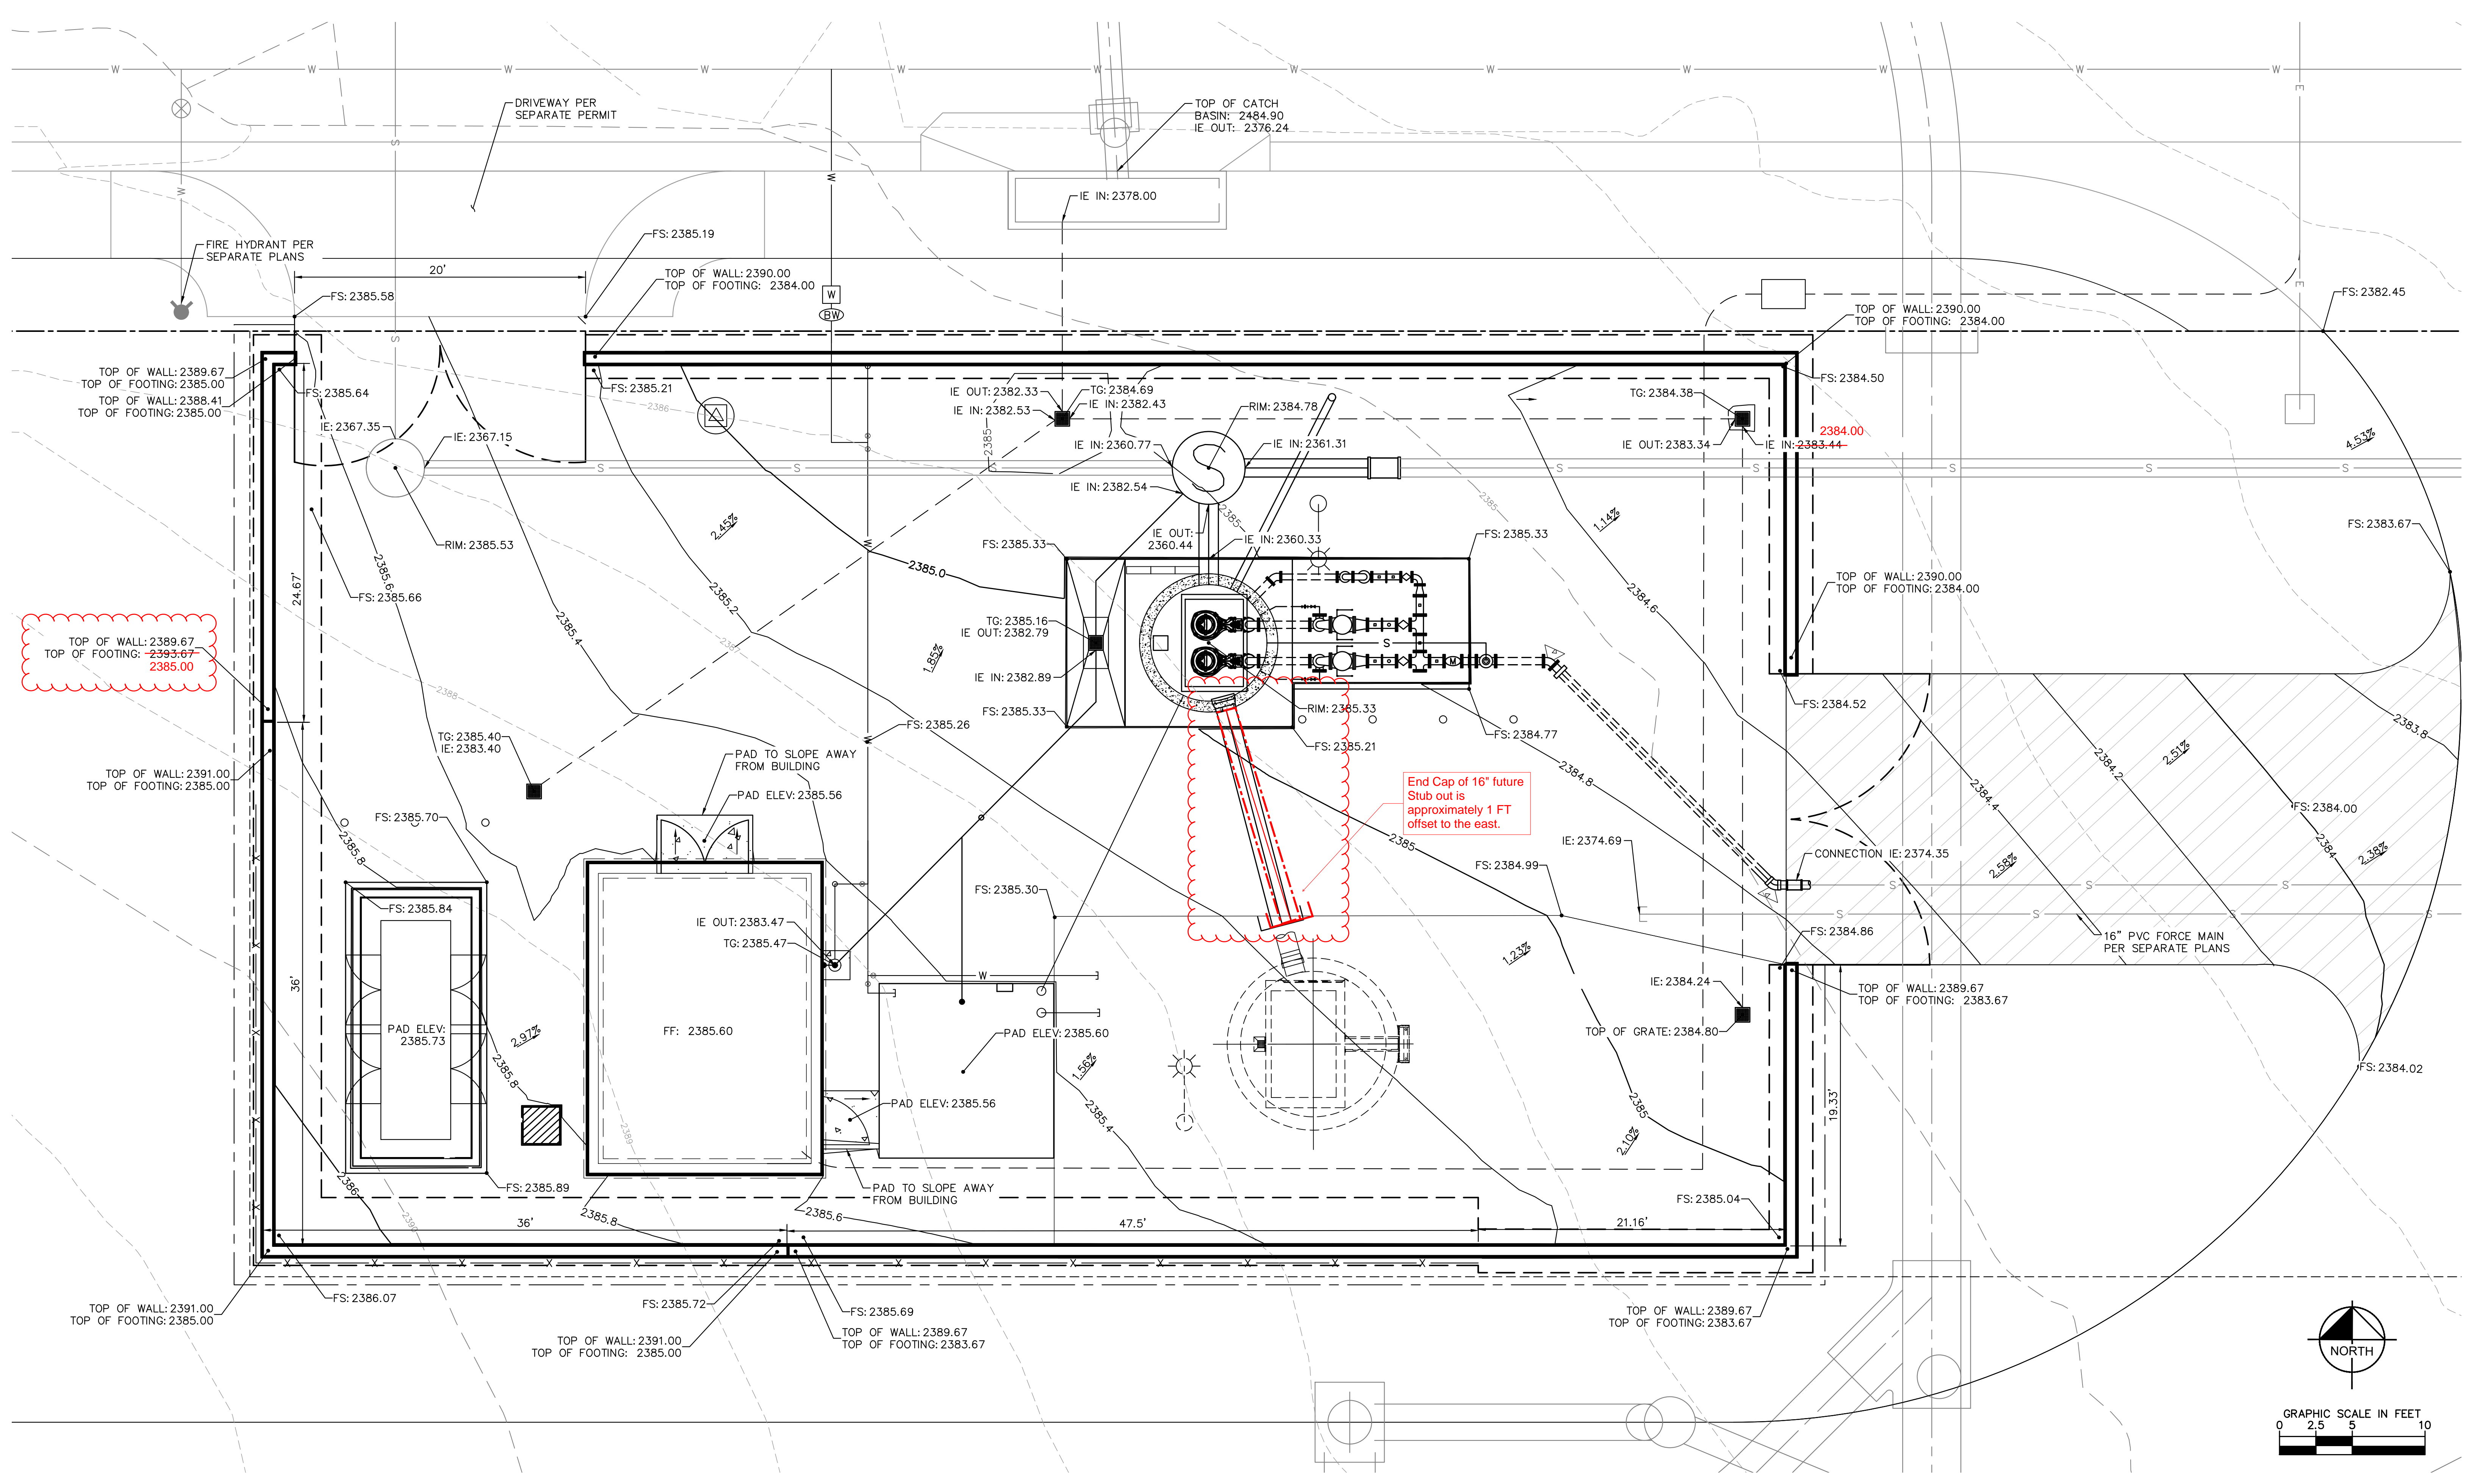 W W W W W W W W W W W W
DRIVEWAY PER
SEPARATE PERMIT
TOP OF CATCH
BASIN: 2484.90
IE OUT: 2376.24
E
S
W
W
IE IN: 2378.00
FIRE HYDRANT PER
SEPARATE PLANS
FS: 2385.19
20'
TOP OF WALL: 2390.00
TOP OF FOOTING: 2384.00
FS: 2385.58
W
BW
E
FS: 2382.45
TOP OF WALL: 2390.00
TOP OF FOOTING: 2384.00
S
TOP OF WALL: 2389.67
TOP OF FOOTING: 2385.00
TOP OF WALL: 2388.41
TOP OF FOOTING: 2385.00
FS: 2385.64
FS: 2385.21
2386
IE OUT: 2382.33
TG: 2384.69
IE IN: 2382.53
IE IN: 2382.43
RIM: 2384.78
TG: 2384.38
FS: 2384.50
IE: 2367.35
IE: 2367.15
2385
IE IN: 2360.77
IE IN: 2361.31
IE OUT: 2383.34
IE IN: 2383.44
2384.00
4.53%
S S S S S S S S S
IE IN: 2382.54
2385
2385
2.45%
1.14%
RIM: 2385.53
IE OUT:
2360.44
IE IN: 2360.33
FS: 2385.33
FS: 2385.33
FS: 2383.67
W
2385.0
2385.6
24.67'
FS: 2385.66
2385.2
2384.6
TOP OF WALL: 2390.00
TOP OF FOOTING: 2384.00
2385.4
TG: 2385.16
IE OUT: 2382.79
S
TOP OF WALL: 2389.67
TOP OF FOOTING: 2393.67
2385.00
1.85%
IE IN: 2382.89
M
2388
FS: 2385.33
RIM: 2385.33
FS: 2384.52
FS: 2385.26
W
FS: 2384.77
FS: 2385.21
2383.8
TG: 2385.40
IE: 2383.40
PAD TO SLOPE AWAY
FROM BUILDING
2.51%
2384.2
TOP OF WALL: 2391.00
TOP OF FOOTING: 2385.00
2384.8
End Cap of 16" future
Stub out is
approximately 1 FT
offset to the east.
PAD ELEV: 2385.56
2384.4
FS: 2384.00
FS: 2385.70
2385
IE: 2374.69
CONNECTION IE: 2374.35
2384
2.38%
2385.8
FS: 2384.99
2.58%
S S S
FS: 2385.30
FS: 2385.84
S S S S
IE OUT: 2383.47
TG: 2385.47
FS: 2384.86
16" PVC FORCE MAIN
PER SEPARATE PLANS
1.23%
36'
W
IE: 2384.24
TOP OF WALL: 2389.67
TOP OF FOOTING: 2383.67
PAD ELEV:
2385.73
2.97%
FF: 2385.60
PAD ELEV: 2385.60
TOP OF GRATE: 2384.80
2385.8
1.56%
FS: 2384.02
PAD ELEV: 2385.56
2385.4
2385
19.33'
2389
2.10%
2386
FS: 2385.89
PAD TO SLOPE AWAY
FROM BUILDING
FS: 2385.04
2390
36'
2385.8
2385.6
47.5'
21.16'
X X X X X X X X X X X X X X
FS: 2386.07
FS: 2385.72
FS: 2385.69
TOP OF WALL: 2391.00
TOP OF FOOTING: 2385.00
TOP OF WALL: 2391.00
TOP OF FOOTING: 2385.00
TOP OF WALL: 2389.67
TOP OF FOOTING: 2383.67
TOP OF WALL: 2389.67
TOP OF FOOTING: 2383.67
NORTH
GRAPHIC SCALE IN FEET
0 2.5 5 10